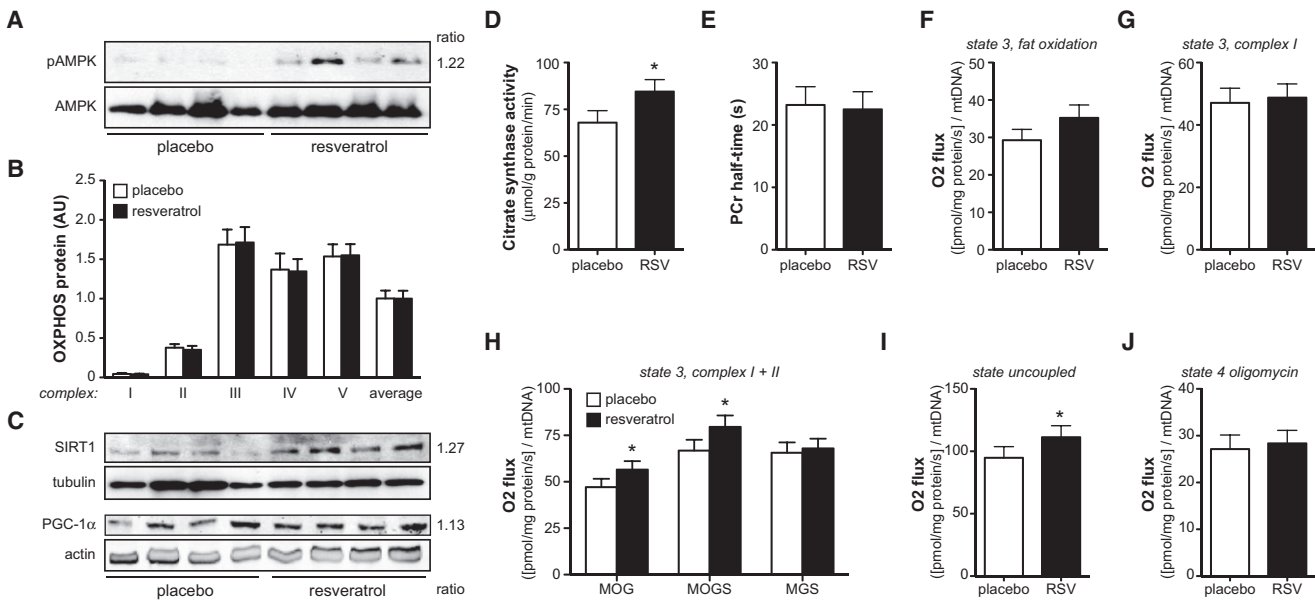 A
ratio
pAMPK
1.22
AMPK
placebo
resveratrol
B
OXPHOS protein (AU)
2.5
2.0
1.5
1.0
0.5
0
placebo
resveratrol
complex:
I
II
III
IV
V
average
C
SIRT1
1.27
tubulin
PGC-1α
1.13
actin
placebo
resveratrol
ratio
D
Citrate synthase activity
(μmol/g protein/min)
100
75
50
25
0
*
placebo
RSV
E
PCr half-time (s)
30
20
10
0
placebo
RSV
F
state 3, fat oxidation
O2 flux
([pmol/mg protein/s] / mtDNA)
50
40
30
20
10
0
placebo
RSV
G
state 3, complex I
O2 flux
([pmol/mg protein/s] / mtDNA)
60
40
20
0
placebo
RSV
H
state 3, complex I + II
O2 flux
([pmol/mg protein/s] / mtDNA)
100
75
50
25
0
placebo
resveratrol
*
*
MOG
MOGS
MGS
I
state uncoupled
O2 flux
([pmol/mg protein/s] / mtDNA)
150
100
50
0
*
placebo
RSV
J
state 4 oligomycin
O2 flux
([pmol/mg protein/s] / mtDNA)
40
30
20
10
0
placebo
RSV